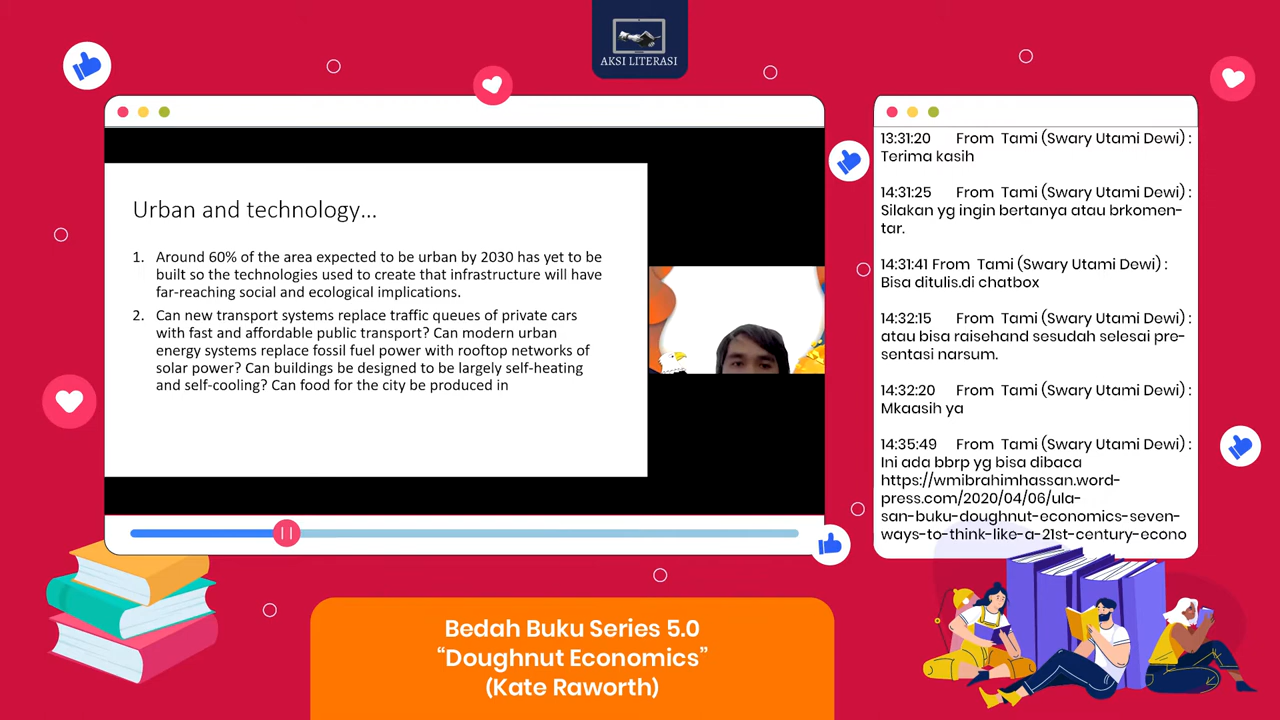 AKSI LITERASI
Urban and technology...
1. Around 60% of the area expected to be urban by 2030 has yet to be
built so the technologies used to create that infrastructure will have
far-reaching social and ecological implications.
2. Can new transport systems replace traffic queues of private cars
with fast and affordable public transport? Can modern urban
energy systems replace fossil fuel power with rooftop networks of
solar power? Can buildings be designed to be largely self-heating
and self-cooling? Can food for the city be produced in
13:31:20 From Tami (Swary Utami Dewi) :
Terima kasih
14:31:25 From Tami (Swary Utami Dewi) :
Silakan yg ingin bertanya atau brkomen-
tar.
14:31:41 From Tami (Swary Utami Dewi) :
Bisa ditulis.di chatbox
14:32:15 From Tami (Swary Utami Dewi) :
atau bisa raisehand sesudah selesai pre-
sentasi narsum.
14:32:20 From Tami (Swary Utami Dewi) :
Mkaasih ya
14:35:49 From Tami (Swary Utami Dewi) :
Ini ada bbrp yg bisa dibaca
https://wmibrahimhassan.word-
press.com/2020/04/06/ula-
san-buku-doughnut-economics-seven-
ways-to-think-like-a-21st-century-econo
Bedah Buku Series 5.0
“Doughnut Economics”
(Kate Raworth)